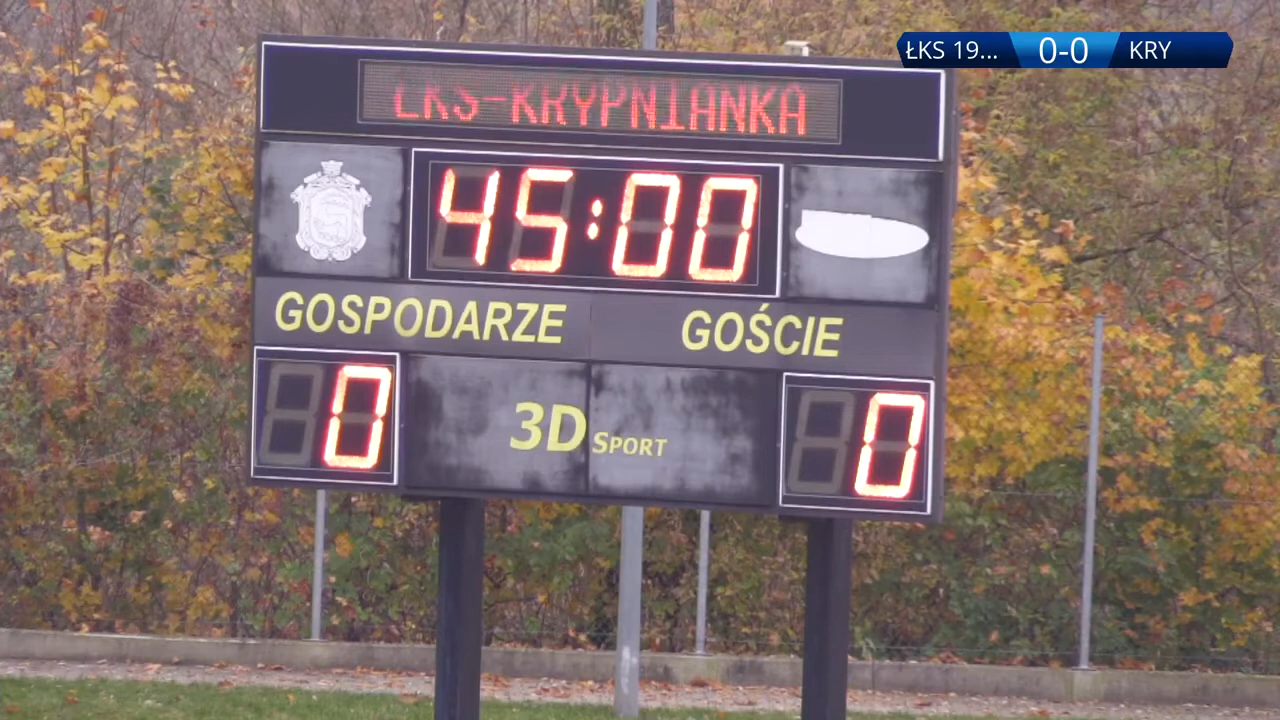 ŁKS 19... 0-0 KRY
ŁKS-KRYPNIANKA
45:00
GOSPODARZE GOŚCIE
0 3D SPORT 0